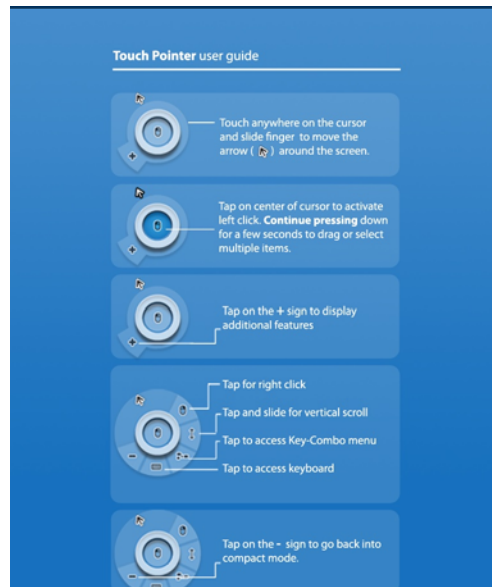 Touch Pointer user guide
Touch anywhere on the cursor
and slide finger to move the
arrow ( ) around the screen.
Tap on center of cursor to activate
left click. Continue pressing down
for a few seconds to drag or select
multiple items.
Tap on the + sign to display
additional features
Tap for right click
Tap and slide for vertical scroll
Tap to access Key-Combo menu
Tap to access keyboard
Tap on the - sign to go back into
compact mode.